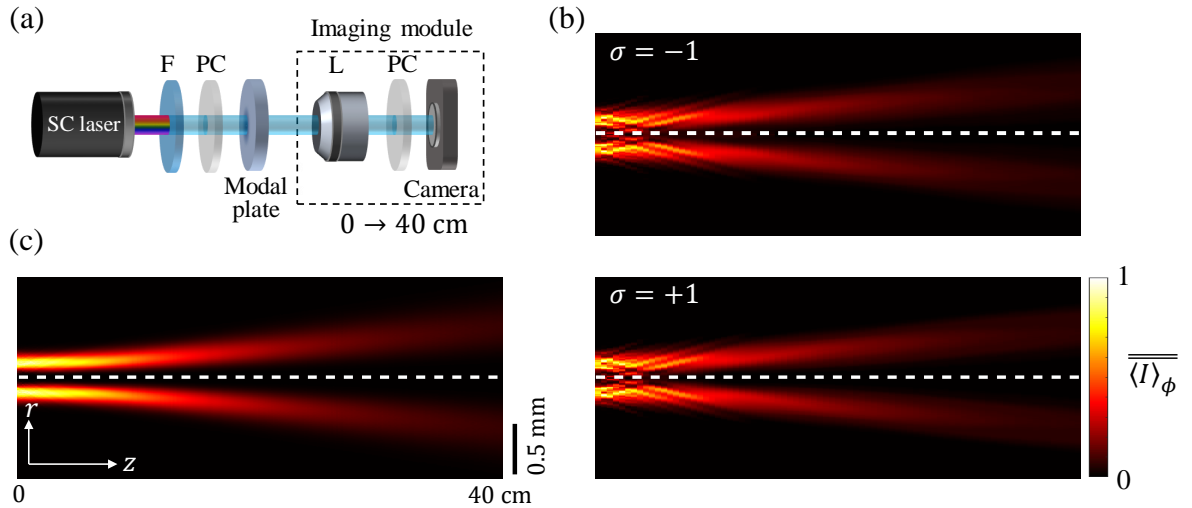 (a)
Imaging module
F PC L PC
SC laser
Modal
plate
Camera
0 → 40 cm
(b)
σ = −1
(c)
r
z
0.5 mm
0 40 cm
σ = +1
1
⟨I⟩ϕ
0